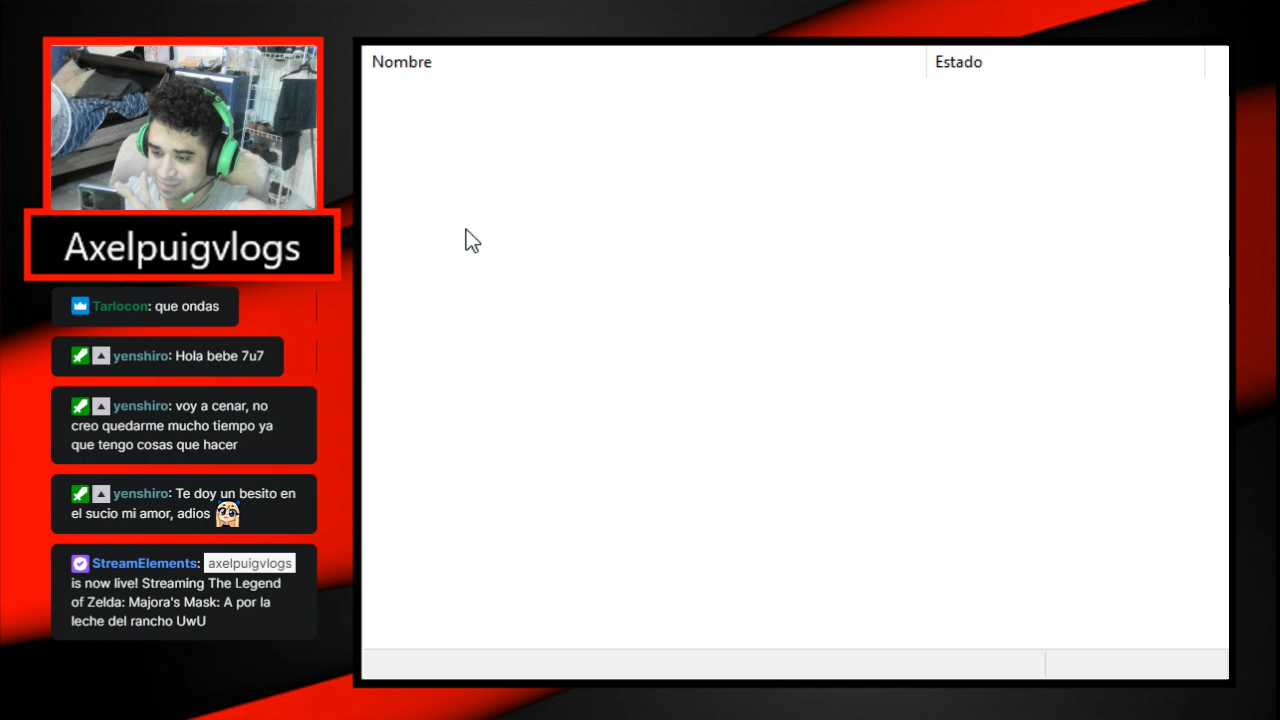 Nombre
Estado
Axelpuigvlogs
Tarlocon: que ondas
yenshiro: Hola bebe 7u7
yenshiro: voy a cenar, no
creo quedarme mucho tiempo ya
que tengo cosas que hacer
yenshiro: Te doy un besito en
el sucio mi amor, adios
StreamElements: axelpuigvlogs
is now live! Streaming The Legend
of Zelda: Majora's Mask: A por la
leche del rancho UwU